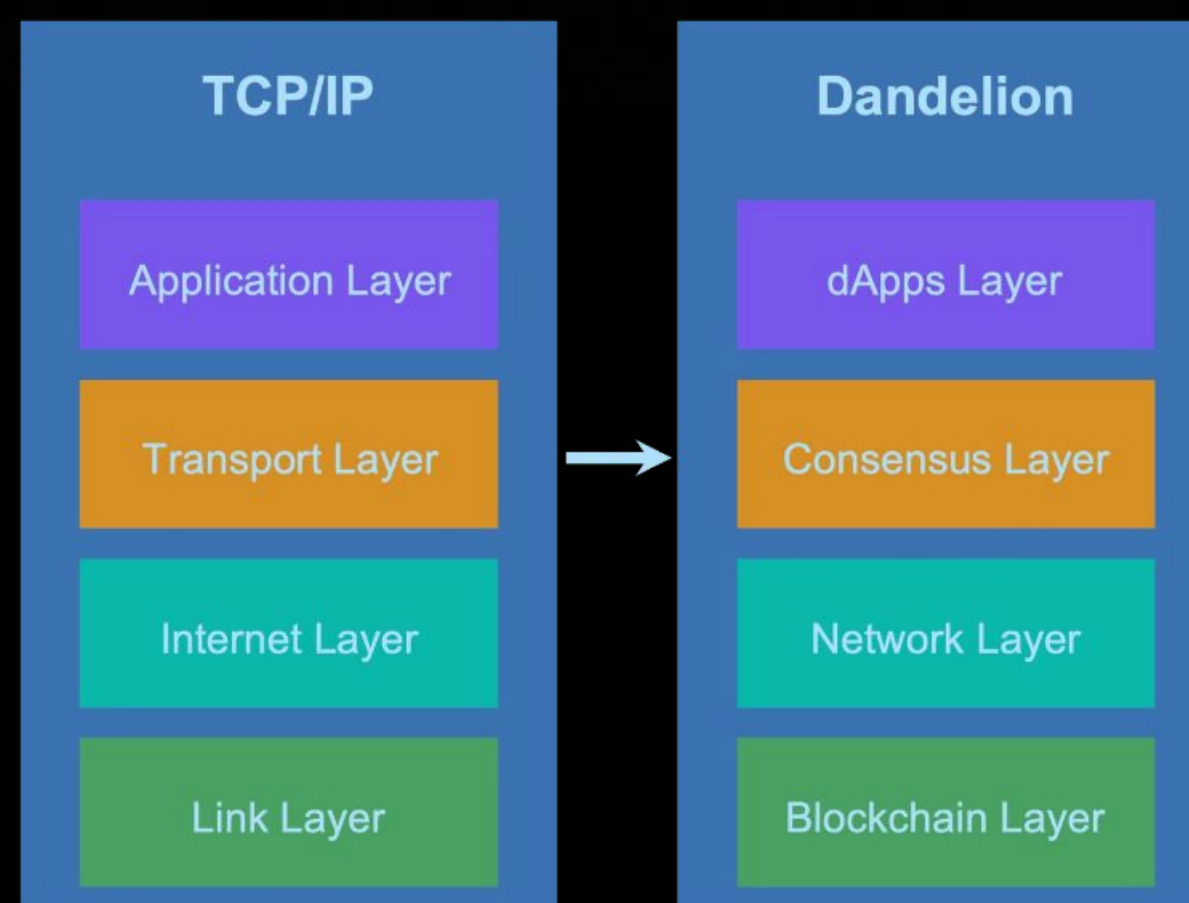 TCP/IP
Application Layer
Transport Layer
Internet Layer
Link Layer
Dandelion
dApps Layer
Consensus Layer
Network Layer
Blockchain Layer